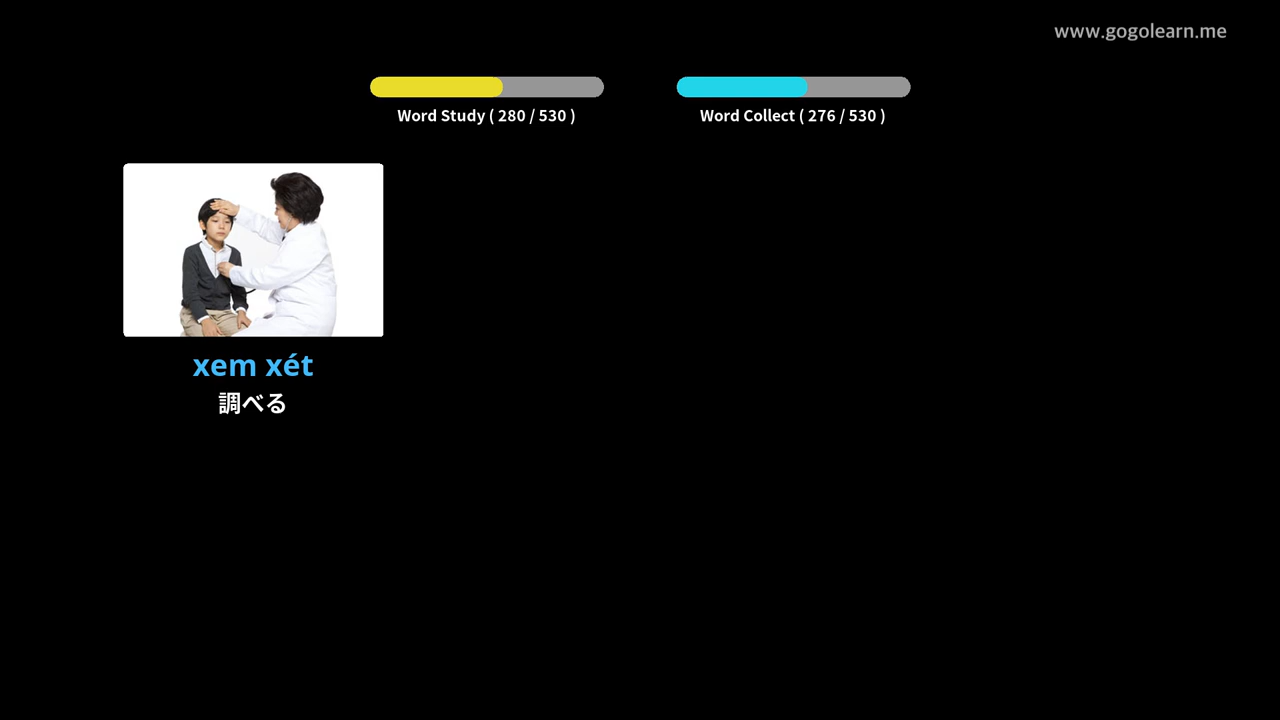 www.gogolearn.me
Word Study ( 280 / 530 )
Word Collect ( 276 / 530 )
xem xét
調べる